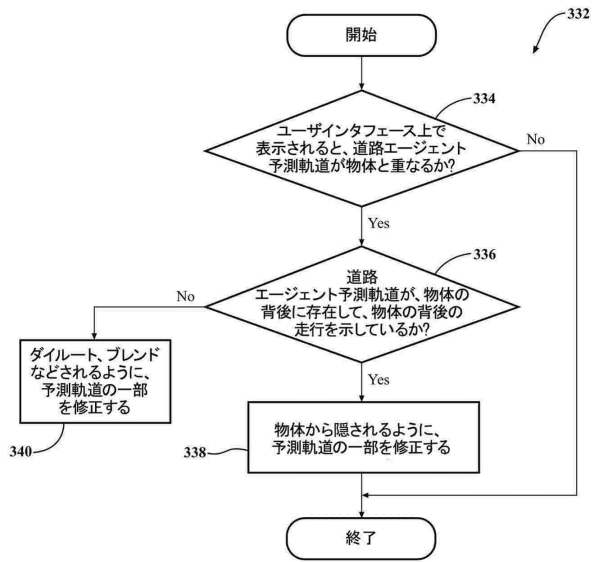 開始
332
334
ユーザインタフェース上で
表示されると、道路エージェント
予測軌道が物体と重なるか?
No
Yes
336
道路
エージェント予測軌道が、物体の
背後に存在して、物体の背後の
走行を示しているか?
No
Yes
ダイルート、ブレンド
などされるように、
予測軌道の一部
を修正する
340
物体から隠されるように、
予測軌道の一部を修正する
338
終了